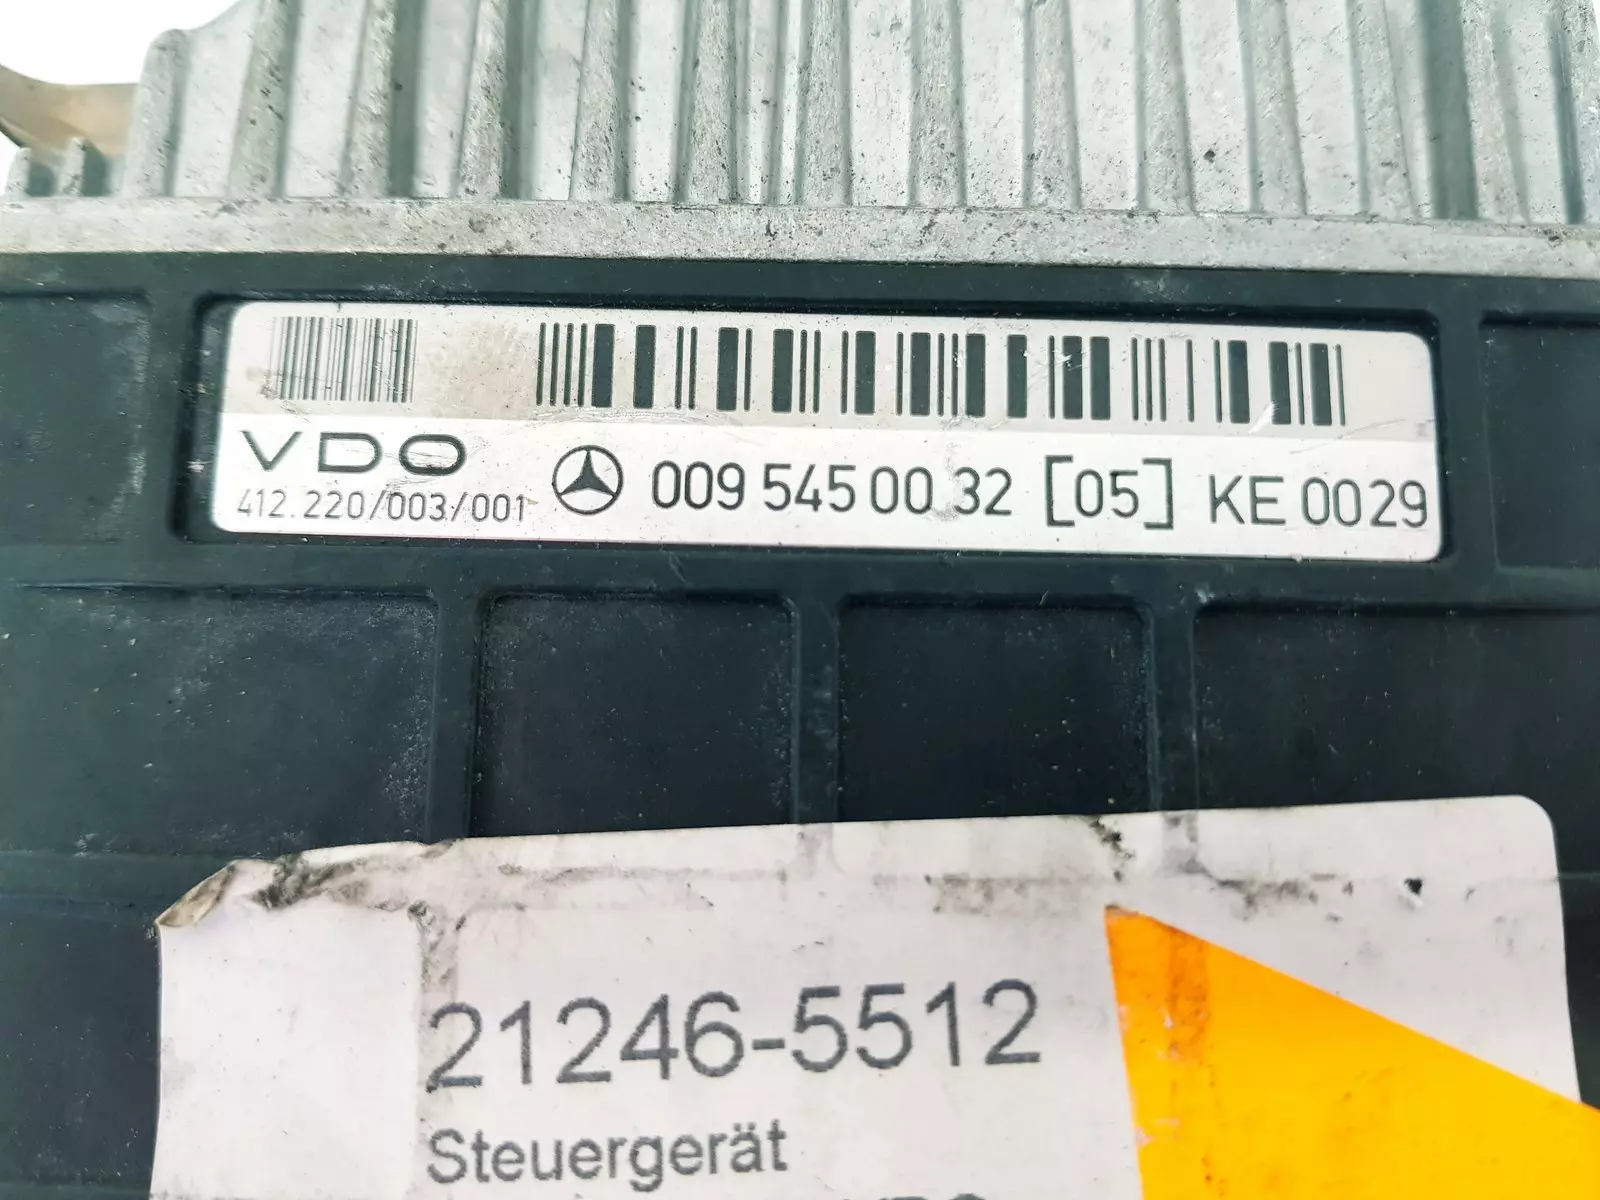 VDO
412.220/003/001
009 545 00 32 [05] KE 0029
21246-5512
Steuergerät